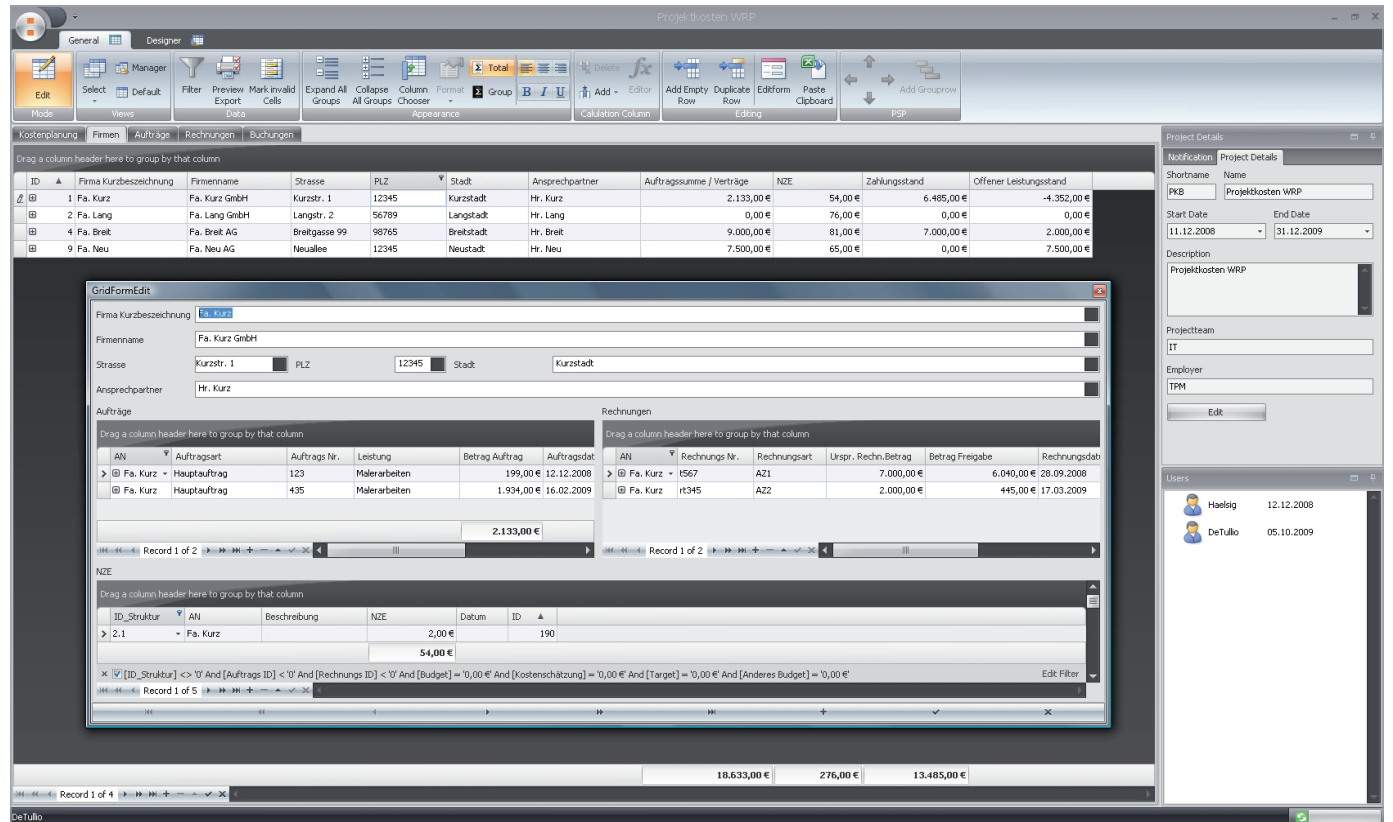 Projektkosten WRP
General Designer
Edit Select Manager Default Filter Preview Export Mark invalid Cells Expand All Groups Collapse All Groups Column Chooser Format Σ Total Σ Group B I U Delete fx Add Editor Add Empty Row Duplicate Row Editform Paste Clipboard Add Grouprow
Mode Views Data Appearance Calulation Column Editing PSP
Kostenplanung Firmen Aufträge Rechnungen Buchungen
Drag a column header here to group by that column
ID Firma Kurzbezeichnung Firmenname Strasse PLZ Stadt Ansprechpartner Auftragssumme / Verträge NZE Zahlungsstand Offener Leistungsstand
1 Fa. Kurz Fa. Kurz GmbH Kurzstr. 1 12345 Kurzstadt Hr. Kurz 2.133,00 € 54,00 € 6.485,00 € -4.352,00 €
2 Fa. Lang Fa. Lang GmbH Langstr. 2 56789 Langstadt Hr. Lang 0,00 € 76,00 € 0,00 € 0,00 €
4 Fa. Breit Fa. Breit AG Breitgasse 99 98765 Breitstadt Hr. Breit 9.000,00 € 81,00 € 7.000,00 € 2.000,00 €
9 Fa. Neu Fa. Neu AG Neuallee 12345 Neustadt Hr. Neu 7.500,00 € 65,00 € 0,00 € 7.500,00 €
GridFormEdit
Firma Kurzbeszeichnung Fa. Kurz
Firmenname Fa. Kurz GmbH
Strasse Kurzstr. 1 PLZ 12345 Stadt Kurzstadt
Ansprechpartner Hr. Kurz
Aufträge
Drag a column header here to group by that column
AN Auftragsart Auftrags Nr. Leistung Betrag Auftrag Auftragsdat
Fa. Kurz Hauptauftrag 123 Malerarbeiten 199,00 € 12.12.2008
Fa. Kurz Hauptauftrag 435 Malerarbeiten 1.934,00 € 16.02.2009
2.133,00 €
Record 1 of 2
Rechnungen
Drag a column header here to group by that column
AN Rechnungs Nr. Rechnungsart Urspr. Rechn.Betrag Betrag Freigabe Rechnungsdatu
Fa. Kurz t567 AZ1 7.000,00 € 6.040,00 € 28.09.2008
Fa. Kurz rt345 AZ2 2.000,00 € 445,00 € 17.03.2009
Record 1 of 2
NZE
Drag a column header here to group by that column
ID_Struktur AN Beschreibung NZE Datum ID
2.1 Fa. Kurz 2,00 € 190
54,00 €
[ID_Struktur] <> '0' And [Auftrags ID] < '0' And [Rechnungs ID] < '0' And [Budget] = '0,00 €' And [Kostenschätzung] = '0,00 €' And [Target] = '0,00 €' And [Anderes Budget] = '0,00 €' Edit Filter
Record 1 of 5
18.633,00 € 276,00 € 13.485,00 €
Record 1 of 4
DeTullio
Project Details
Notification Project Details
Shortname Name
PKB Projektkosten WRP
Start Date End Date
11.12.2008 31.12.2009
Description
Projektkosten WRP
Projectteam
IT
Employer
TPM
Edit
Users
Haelsig 12.12.2008
DeTullio 05.10.2009